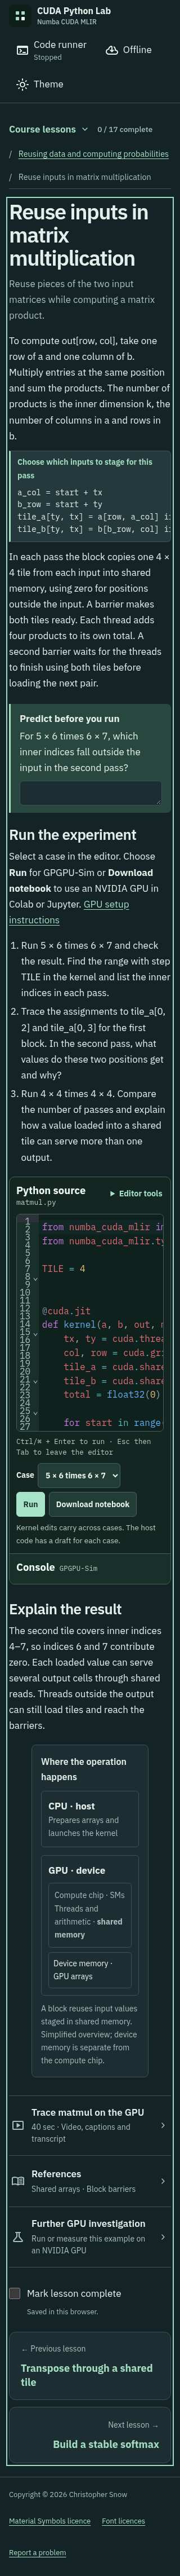 CUDA Python Lab
Numba CUDA MLIR
Code runner
Stopped
Offline
Theme
Course lessons
0 / 17 complete
/ Reusing data and computing probabilities
/ Reuse inputs in matrix multiplication
Reuse inputs in
matrix
multiplication
Reuse pieces of the two input
matrices while computing a matrix
product.
To compute out[row, col], take one
row of a and one column of b.
Multiply entries at the same position
and sum the products. The number of
products is the inner dimension k, the
number of columns in a and rows in
b.
Choose which inputs to stage for this
pass
a_col = start + tx
b_row = start + ty
tile_a[ty, tx] = a[row, a_col] i
tile_b[ty, tx] = b[b_row, col] i
In each pass the block copies one 4 ×
4 tile from each input into shared
memory, using zero for positions
outside the input. A barrier makes
both tiles ready. Each thread adds
four products to its own total. A
second barrier waits for the threads
to finish using both tiles before
loading the next pair.
Predict before you run
For 5 × 6 times 6 × 7, which
inner indices fall outside the
input in the second pass?
Run the experiment
Select a case in the editor. Choose
Run for GPGPU-Sim or Download
notebook to use an NVIDIA GPU in
Colab or Jupyter. GPU setup
instructions
1. Run 5 × 6 times 6 × 7 and check
the result. Find the range with step
TILE in the kernel and list the inner
indices in each pass.
2. Trace the assignments to tile_a[0,
2] and tile_a[0, 3] for the first
block. In the second pass, what
values do these two positions get
and why?
3. Run 4 × 4 times 4 × 4. Compare
the number of passes and explain
how a value loaded into a shared
tile can serve more than one
output.
Python source
Editor tools
matmul.py
1
2
3
4
5
6
7
8
9
10
11
12
13
14
15
16
17
18
19
20
21
22
23
24
25
26
27
from numba_cuda_mlir i
from numba_cuda_mlir.ty
TILE = 4
@cuda.jit
def kernel(a, b, out,
tx, ty = cuda.threa
col, row = cuda.gri
tile_a = cuda.share
tile_b = cuda.share
total = float32(0)
for start in range
Ctrl/⌘ + Enter to run · Esc then
Tab to leave the editor
Case 5 × 6 times 6 × 7
Run Download notebook
Kernel edits carry across cases. The host
code has a draft for each case.
Console GPGPU-Sim
Explain the result
The second tile covers inner indices
4–7, so indices 6 and 7 contribute
zero. Each loaded value can serve
several output cells through shared
reads. Threads outside the output
can still load tiles and reach the
barriers.
Where the operation
happens
CPU · host
Prepares arrays and
launches the kernel
GPU · device
Compute chip · SMs
Threads and
arithmetic · shared
memory
Device memory ·
GPU arrays
A block reuses input values
staged in shared memory.
Simplified overview; device
memory is separate from
the compute chip.
Trace matmul on the GPU
40 sec · Video, captions and
transcript
References
Shared arrays · Block barriers
Further GPU investigation
Run or measure this example on
an NVIDIA GPU
Mark lesson complete
Saved in this browser.
← Previous lesson
Transpose through a shared
tile
Next lesson →
Build a stable softmax
Copyright © 2026 Christopher Snow
Material Symbols licence Font licences
Report a problem